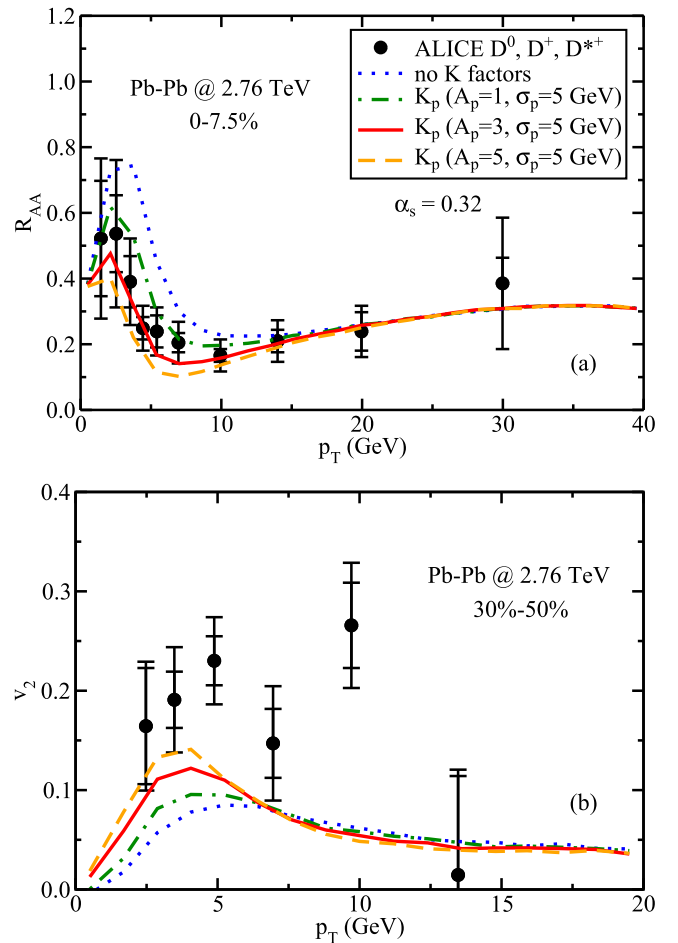 ALICE D⁰, D⁺, D*⁺
no K factors
K_p (A_p=1, σ_p=5 GeV)
K_p (A_p=3, σ_p=5 GeV)
K_p (A_p=5, σ_p=5 GeV)
Pb-Pb @ 2.76 TeV
0-7.5%
α_s = 0.32
(a)
R_AA
1.2
1.0
0.8
0.6
0.4
0.2
0.0
0 10 20 30 40
p_T (GeV)
Pb-Pb @ 2.76 TeV
30%-50%
(b)
v_2
0.4
0.3
0.2
0.1
0.0
0 5 10 15 20
p_T (GeV)